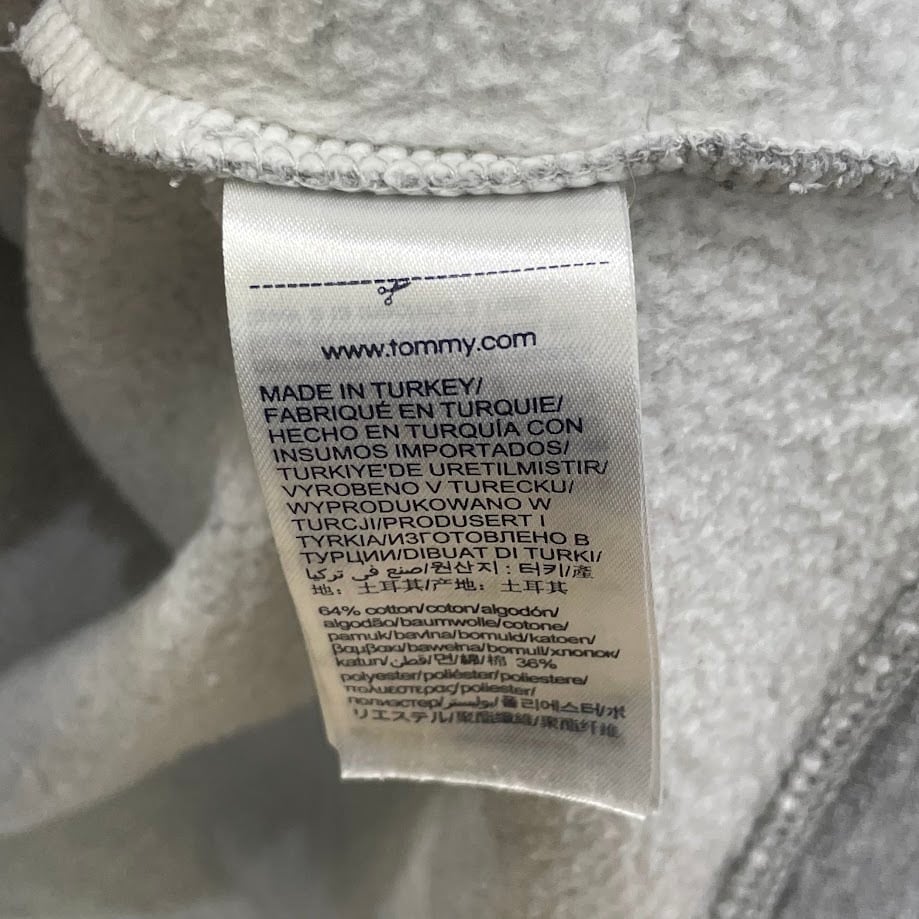 www.tommy.com
MADE IN TURKEY/
FABRIQUÉ EN TURQUIE/
HECHO EN TURQUÍA CON
INSUMOS IMPORTADOS/
TURKIYE'DE URETILMISTIR/
VYROBENO V TURECKU/
WYPRODUKOWANO W
TURCJI/PRODUSERT I
TYRKIA/ИЗГОТОВЛЕНО В
ТУРЦИИ/DIBUAT DI TURKI/
صنع في تركيا/원산지 : 터키/產
地: 土耳其/产地: 土耳其
64% cotton/coton/algodón/
algodão/baumwolle/cotone/
pamuk/bavlna/bomuld/katoen/
βαμβακι/bawełna/bomull/хлопок/
katun/قطن/면/綿/棉 36%
polyester/poliéster/poliestere/
πολυεστερας/poliester/
полиэстер/بوليستر/폴리에스터/ポ
リエステル/聚酯纖維/聚酯纤维